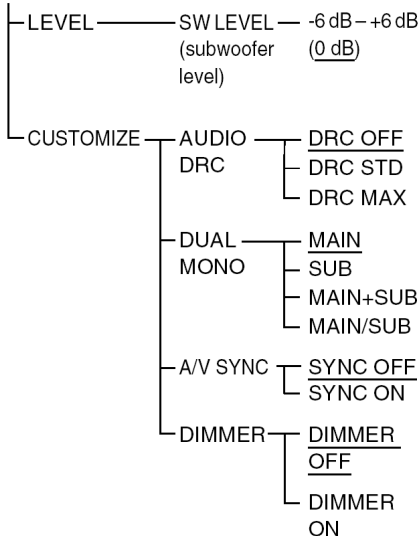 LEVEL SW LEVEL -6 dB – +6 dB
(subwoofer (0 dB)
level)
CUSTOMIZE AUDIO DRC OFF
DRC DRC STD
DRC MAX
DUAL MAIN
MONO SUB
MAIN+SUB
MAIN/SUB
A/V SYNC SYNC OFF
SYNC ON
DIMMER DIMMER
OFF
DIMMER
ON